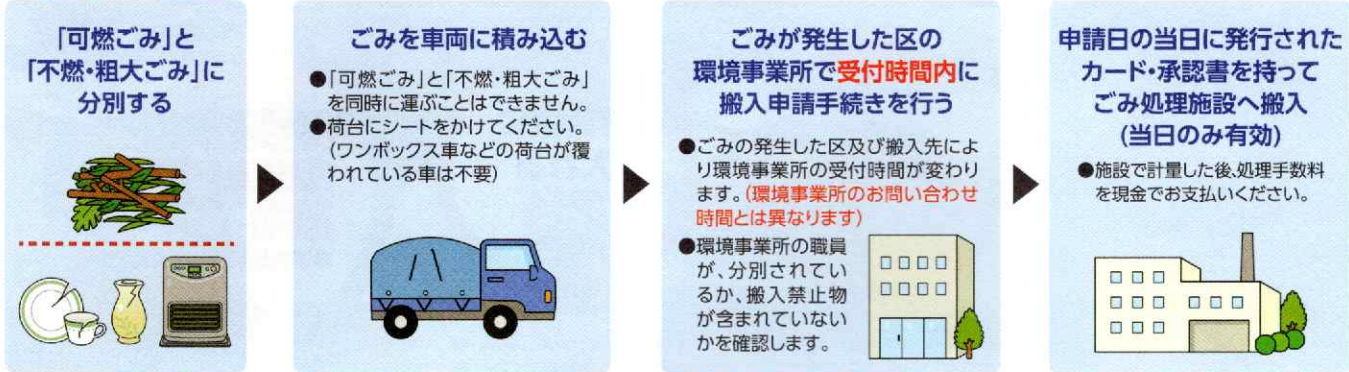 「可燃ごみ」と
「不燃・粗大ごみ」に
分別する
ごみを車両に積み込む
●「可燃ごみ」と「不燃・粗大ごみ」
を同時に運ぶことはできません。
●荷台にシートをかけてください。
(ワンボックス車などの荷台が覆
われている車は不要)
ごみが発生した区の
環境事業所で受付時間内に
搬入申請手続きを行う
●ごみの発生した区及び搬入先によ
り環境事業所の受付時間が変わり
ます。(環境事業所のお問い合わせ
時間とは異なります)
●環境事業所の職員
が、分別されてい
るか、搬入禁止物
が含まれていない
かを確認します。
申請日の当日に発行された
カード・承認書を持って
ごみ処理施設へ搬入
(当日のみ有効)
●施設で計量した後、処理手数料
を現金でお支払いください。